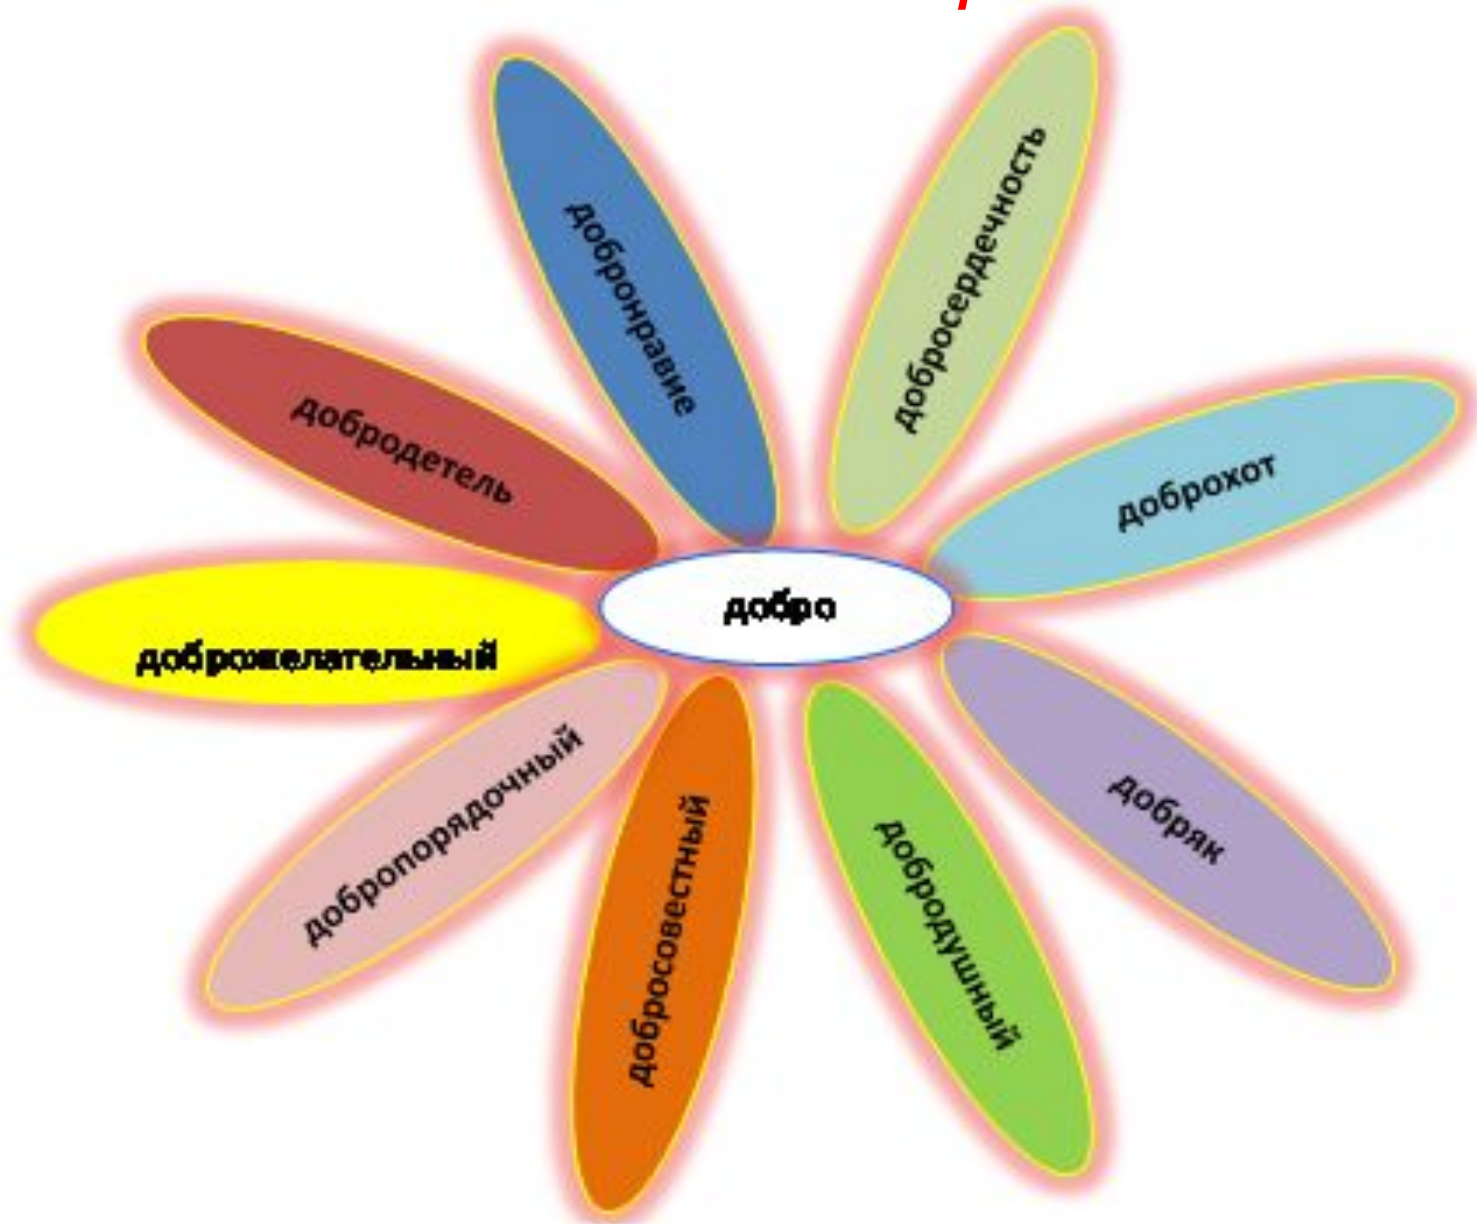 добронравие
добросердечность
доброхот
добродетель
добро
доброжелательный
добряк
добропорядочный
добросовестный
добродушный